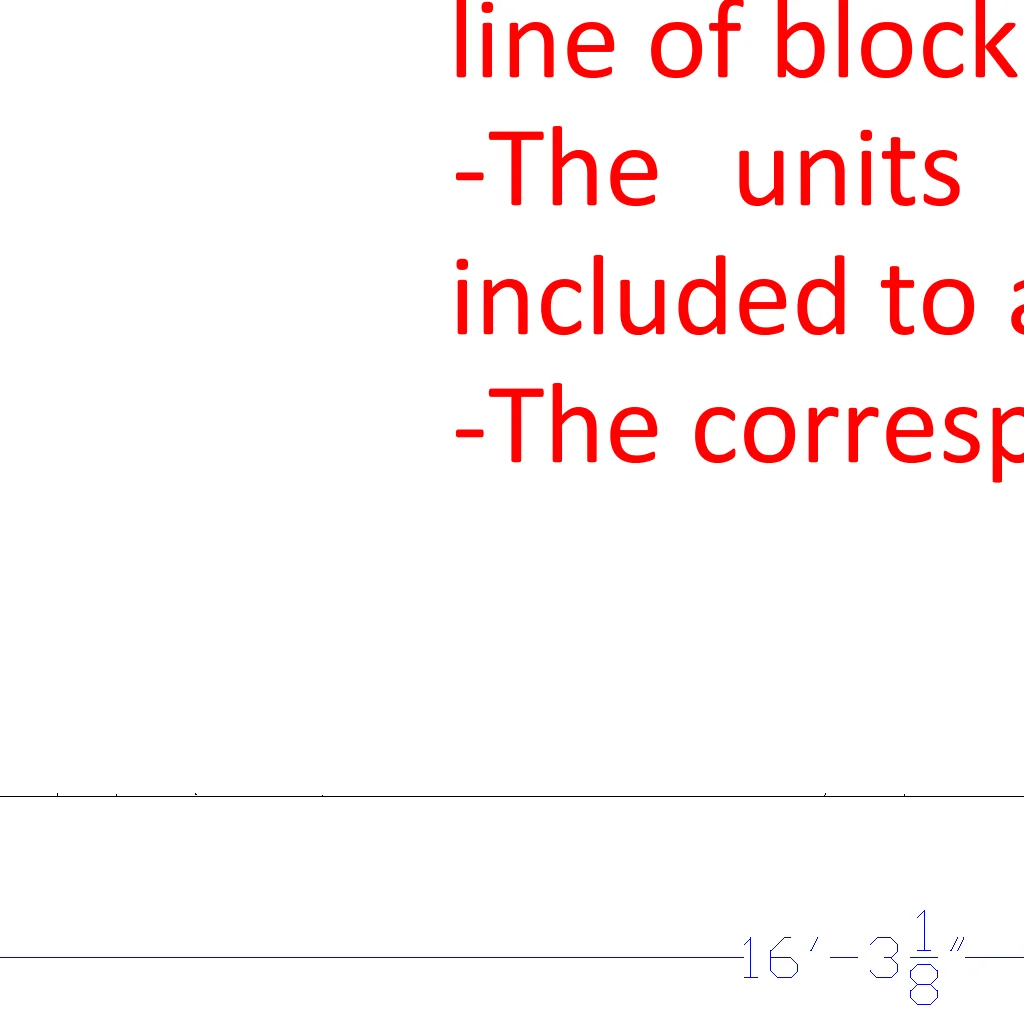 line of block
-The units
included to
-The corresp
16'-3 1/8"